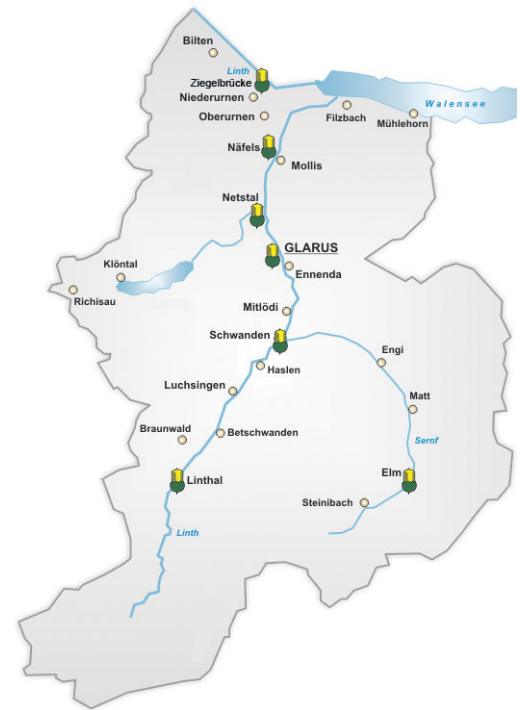 Bilten
Linth
Ziegelbrücke
Niederurnen
Walensee
Oberurnen
Filzbach
Mühlehorn
Näfels
Mollis
Netstal
GLARUS
Klöntal
Ennenda
Richisau
Mitlödi
Schwanden
Engi
Haslen
Luchsingen
Matt
Braunwald
Betschwanden
Sernf
Linthal
Elm
Steinibach
Linth